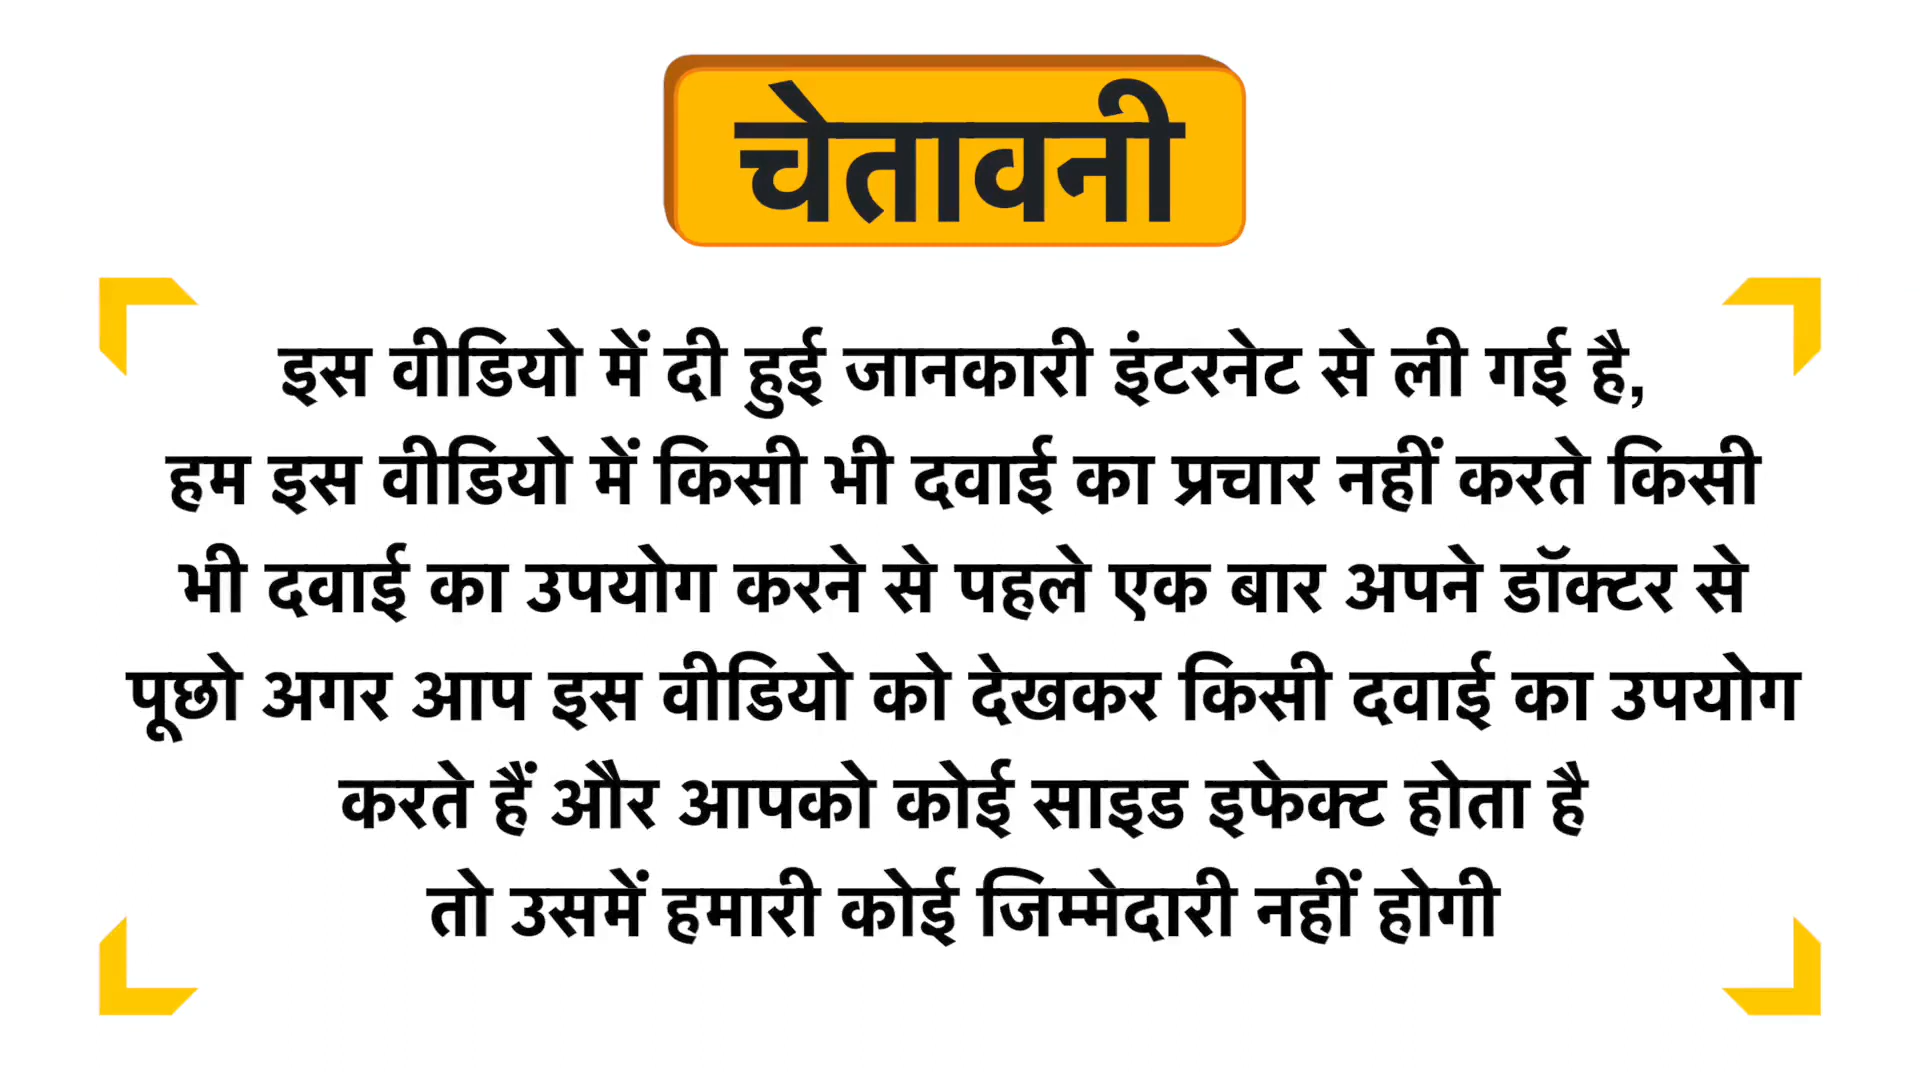 चेतावनी
इस वीडियो में दी हुई जानकारी इंटरनेट से ली गई है,
हम इस वीडियो में किसी भी दवाई का प्रचार नहीं करते किसी
भी दवाई का उपयोग करने से पहले एक बार अपने डॉक्टर से
पूछो अगर आप इस वीडियो को देखकर किसी दवाई का उपयोग
करते हैं और आपको कोई साइड इफेक्ट होता है
तो उसमें हमारी कोई जिम्मेदारी नहीं होगी